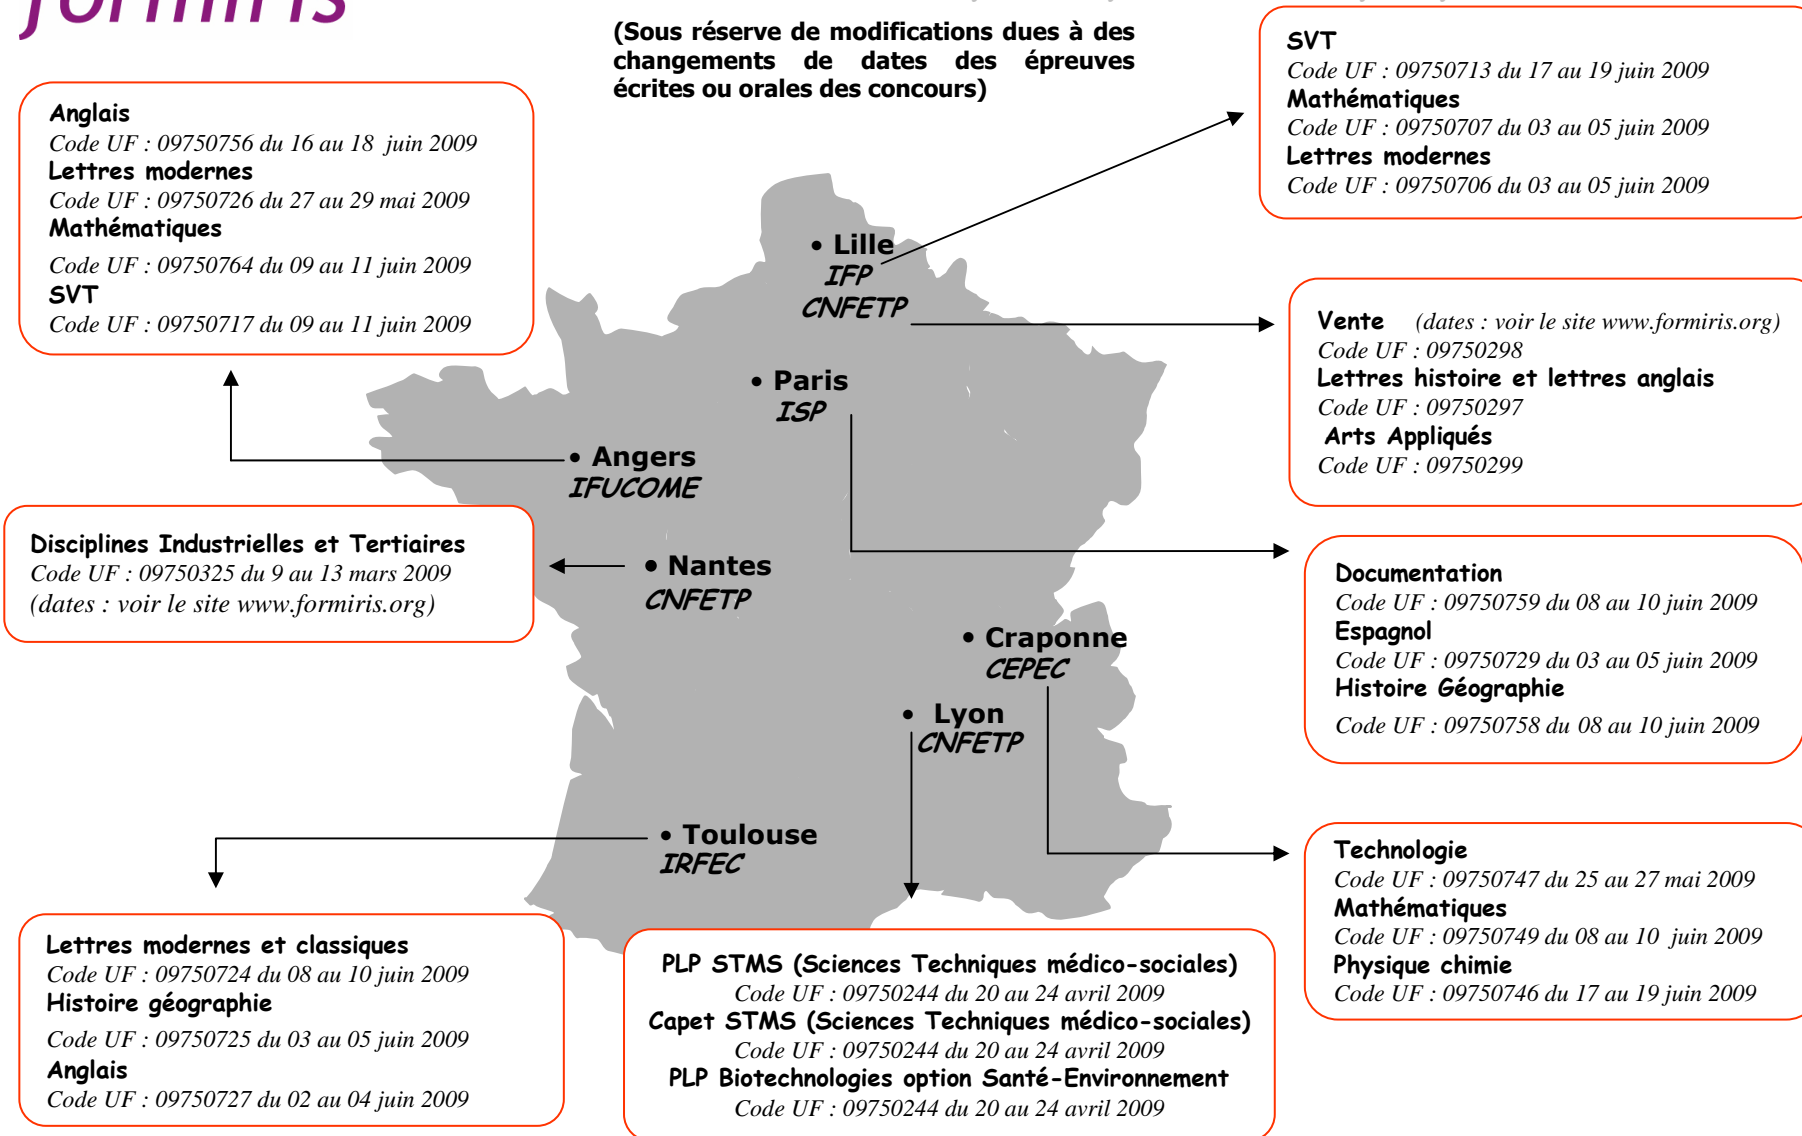 formiris
(Sous réserve de modifications dues à des
changements de dates des épreuves
écrites ou orales des concours)
SVT
Code UF : 09750713 du 17 au 19 juin 2009
Mathématiques
Code UF : 09750707 du 03 au 05 juin 2009
Lettres modernes
Code UF : 09750706 du 03 au 05 juin 2009
Anglais
Code UF : 09750756 du 16 au 18 juin 2009
Lettres modernes
Code UF : 09750726 du 27 au 29 mai 2009
Mathématiques
Code UF : 09750764 du 09 au 11 juin 2009
SVT
Code UF : 09750717 du 09 au 11 juin 2009
• Lille
IFP
CNFETP
Vente (dates : voir le site www.formiris.org)
Code UF : 09750298
Lettres histoire et lettres anglais
Code UF : 09750297
Arts Appliqués
Code UF : 09750299
• Paris
ISP
• Angers
IFUCOME
Disciplines Industrielles et Tertiaires
Code UF : 09750325 du 9 au 13 mars 2009
(dates : voir le site www.formiris.org)
• Nantes
CNFETP
Documentation
Code UF : 09750759 du 08 au 10 juin 2009
Espagnol
Code UF : 09750729 du 03 au 05 juin 2009
Histoire Géographie
Code UF : 09750758 du 08 au 10 juin 2009
• Craponne
CEPEC
• Lyon
CNFETP
• Toulouse
IRFEC
Technologie
Code UF : 09750747 du 25 au 27 mai 2009
Mathématiques
Code UF : 09750749 du 08 au 10 juin 2009
Physique chimie
Code UF : 09750746 du 17 au 19 juin 2009
Lettres modernes et classiques
Code UF : 09750724 du 08 au 10 juin 2009
Histoire géographie
Code UF : 09750725 du 03 au 05 juin 2009
Anglais
Code UF : 09750727 du 02 au 04 juin 2009
PLP STMS (Sciences Techniques médico-sociales)
Code UF : 09750244 du 20 au 24 avril 2009
Capet STMS (Sciences Techniques médico-sociales)
Code UF : 09750244 du 20 au 24 avril 2009
PLP Biotechnologies option Santé-Environnement
Code UF : 09750244 du 20 au 24 avril 2009